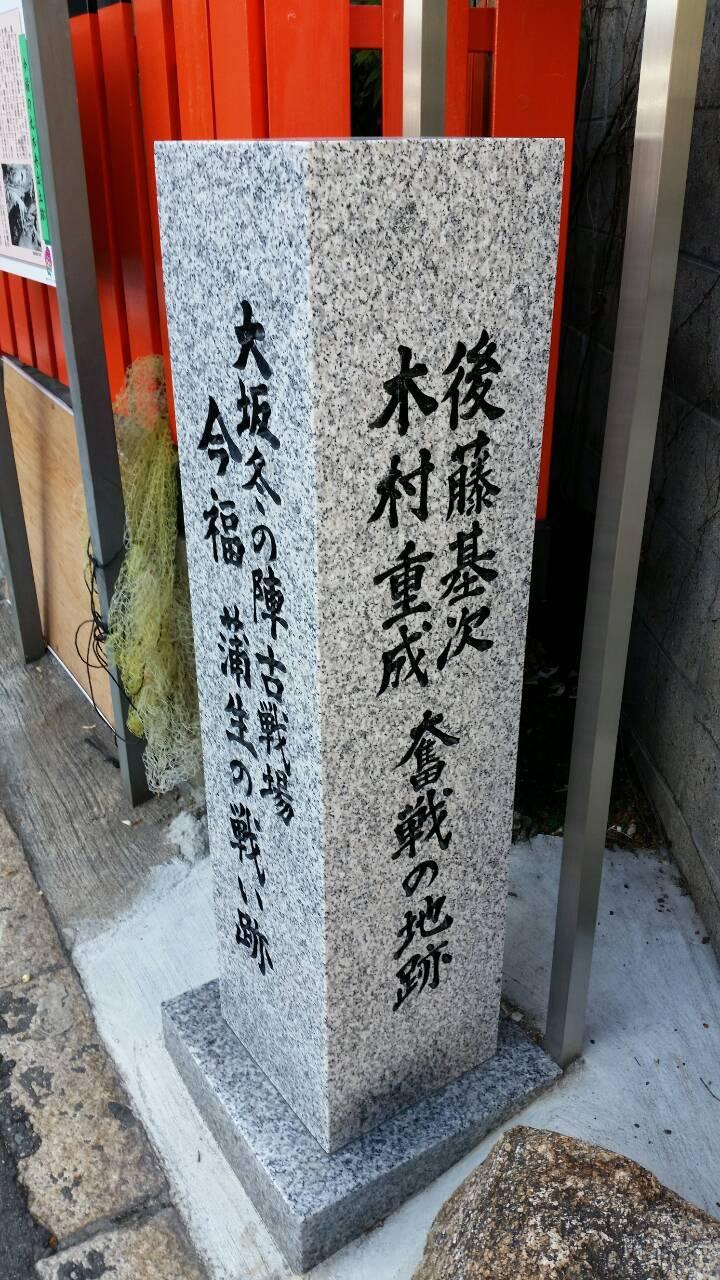 後藤基次
木村重成 奮戦の地跡
大坂冬の陣古戦場
今福 蒲生の戦い跡